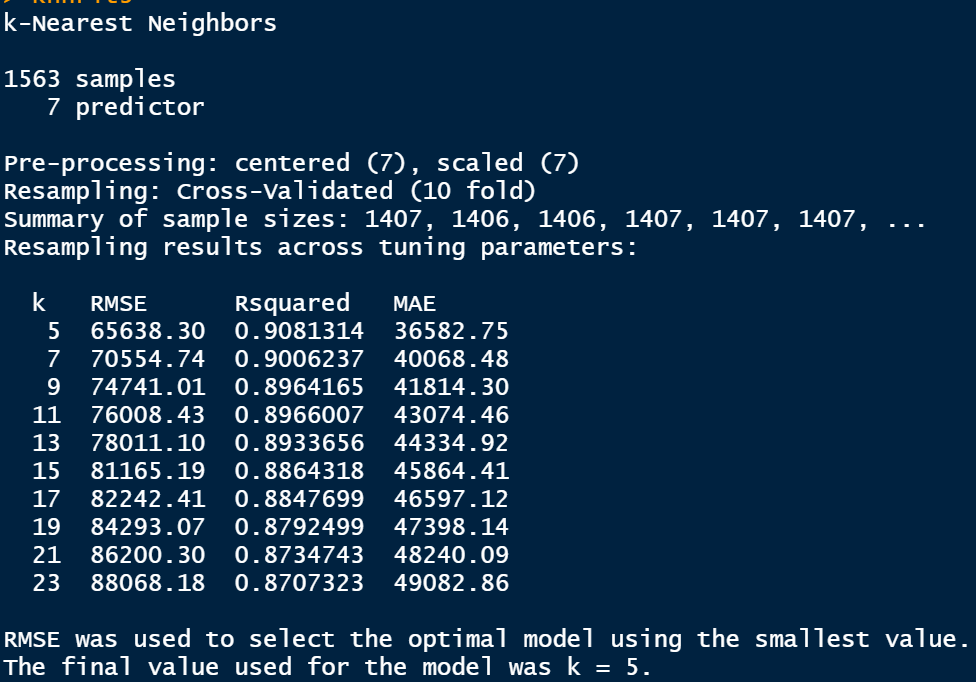 k-Nearest Neighbors
1563 samples
7 predictor
Pre-processing: centered (7), scaled (7)
Resampling: Cross-Validated (10 fold)
Summary of sample sizes: 1407, 1406, 1406, 1407, 1407, 1407, ...
Resampling results across tuning parameters:
k RMSE Rsquared MAE
5 65638.30 0.9081314 36582.75
7 70554.74 0.9006237 40068.48
9 74741.01 0.8964165 41814.30
11 76008.43 0.8966007 43074.46
13 78011.10 0.8933656 44334.92
15 81165.19 0.8864318 45864.41
17 82242.41 0.8847699 46597.12
19 84293.07 0.8792499 47398.14
21 86200.30 0.8734743 48240.09
23 88068.18 0.8707323 49082.86
RMSE was used to select the optimal model using the smallest value.
The final value used for the model was k = 5.